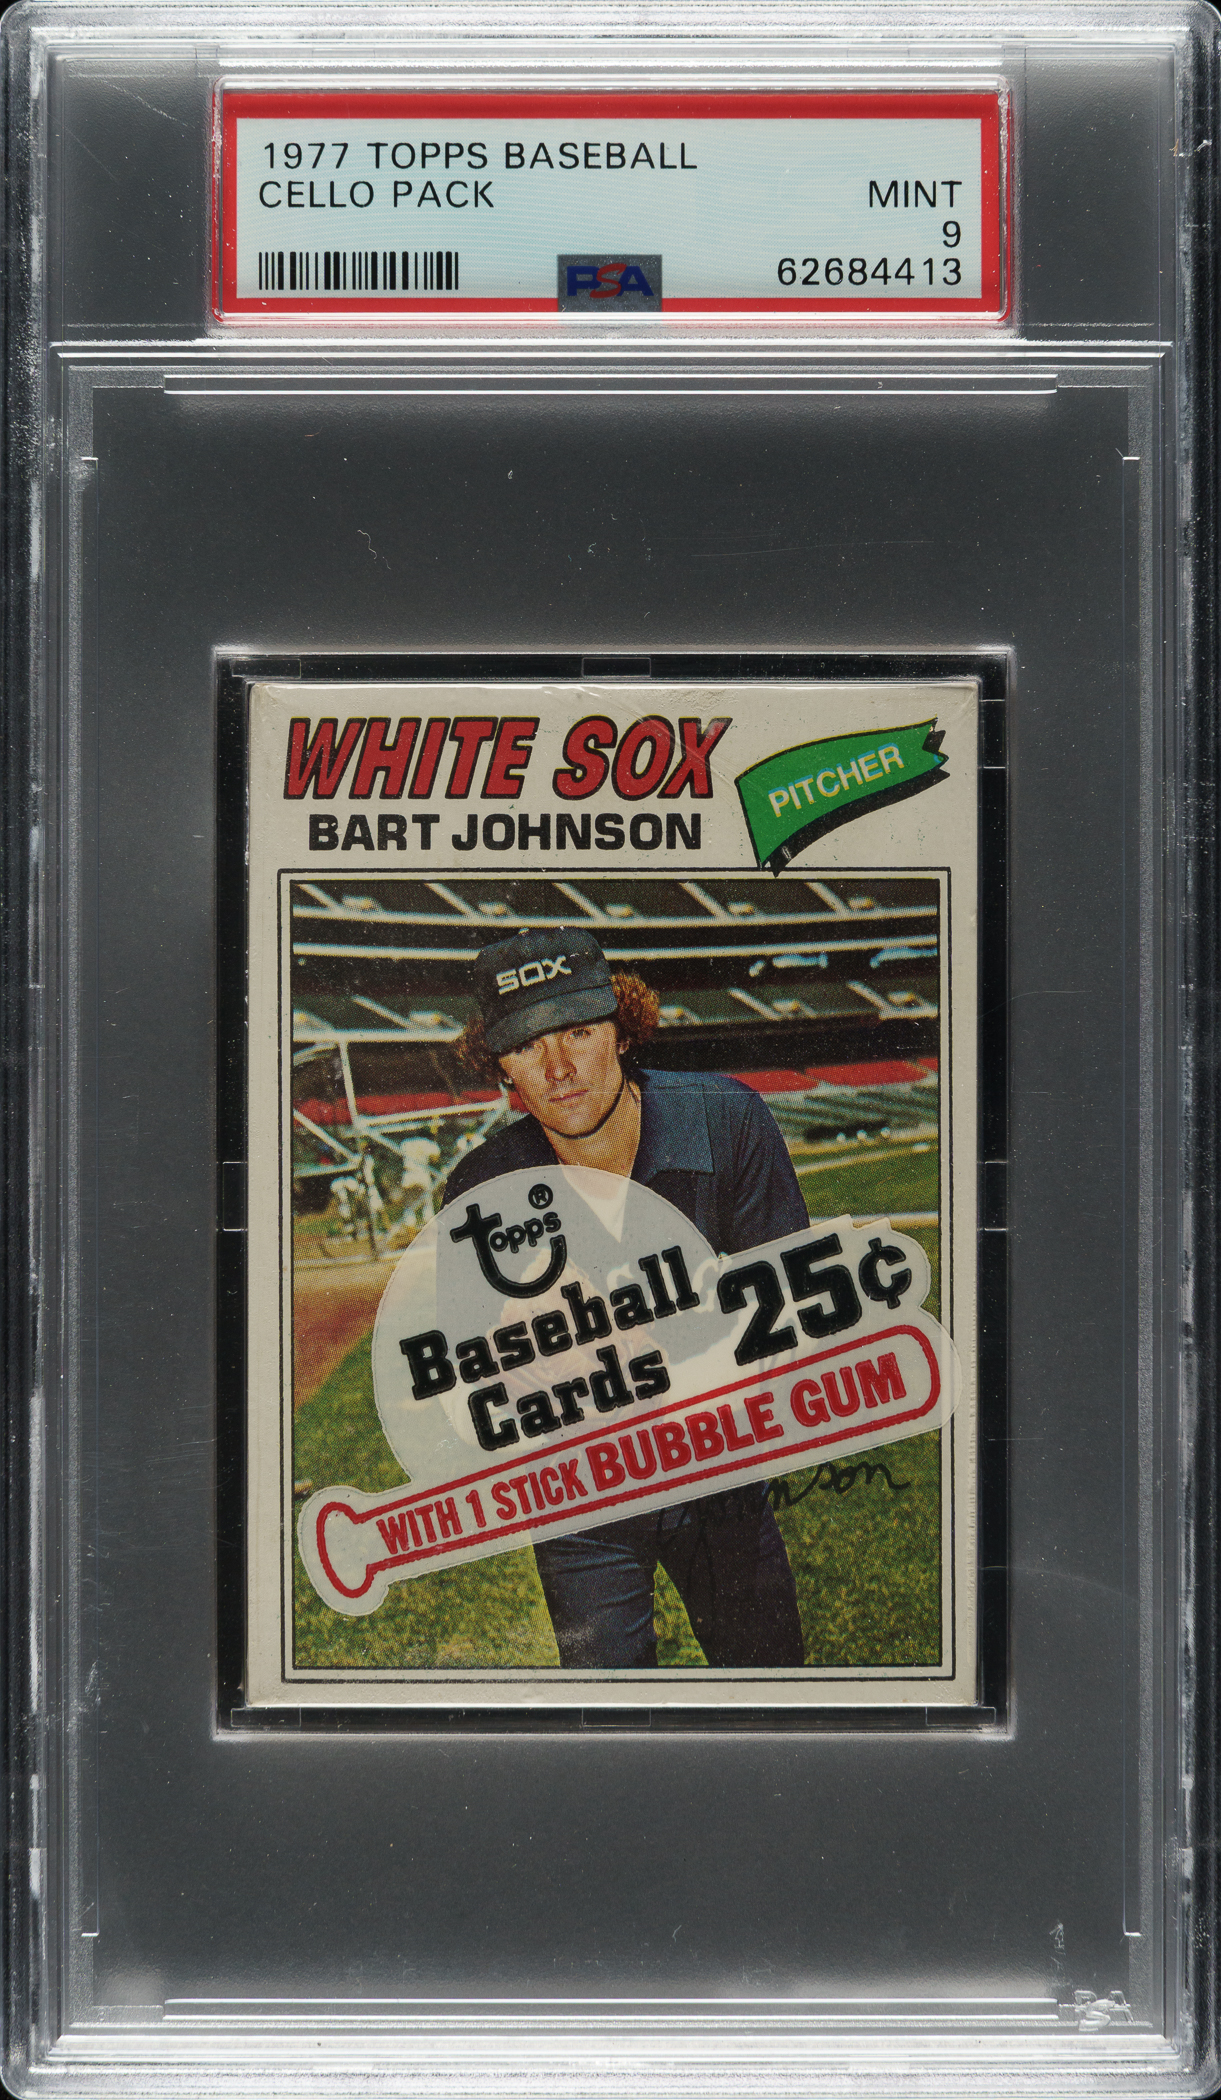 1977 TOPPS BASEBALL
CELLO PACK
MINT
9
62684413
PSA
WHITE SOX
BART JOHNSON
PITCHER
SOX
topps®
Baseball
Cards
25¢
WITH 1 STICK BUBBLE GUM
PSA